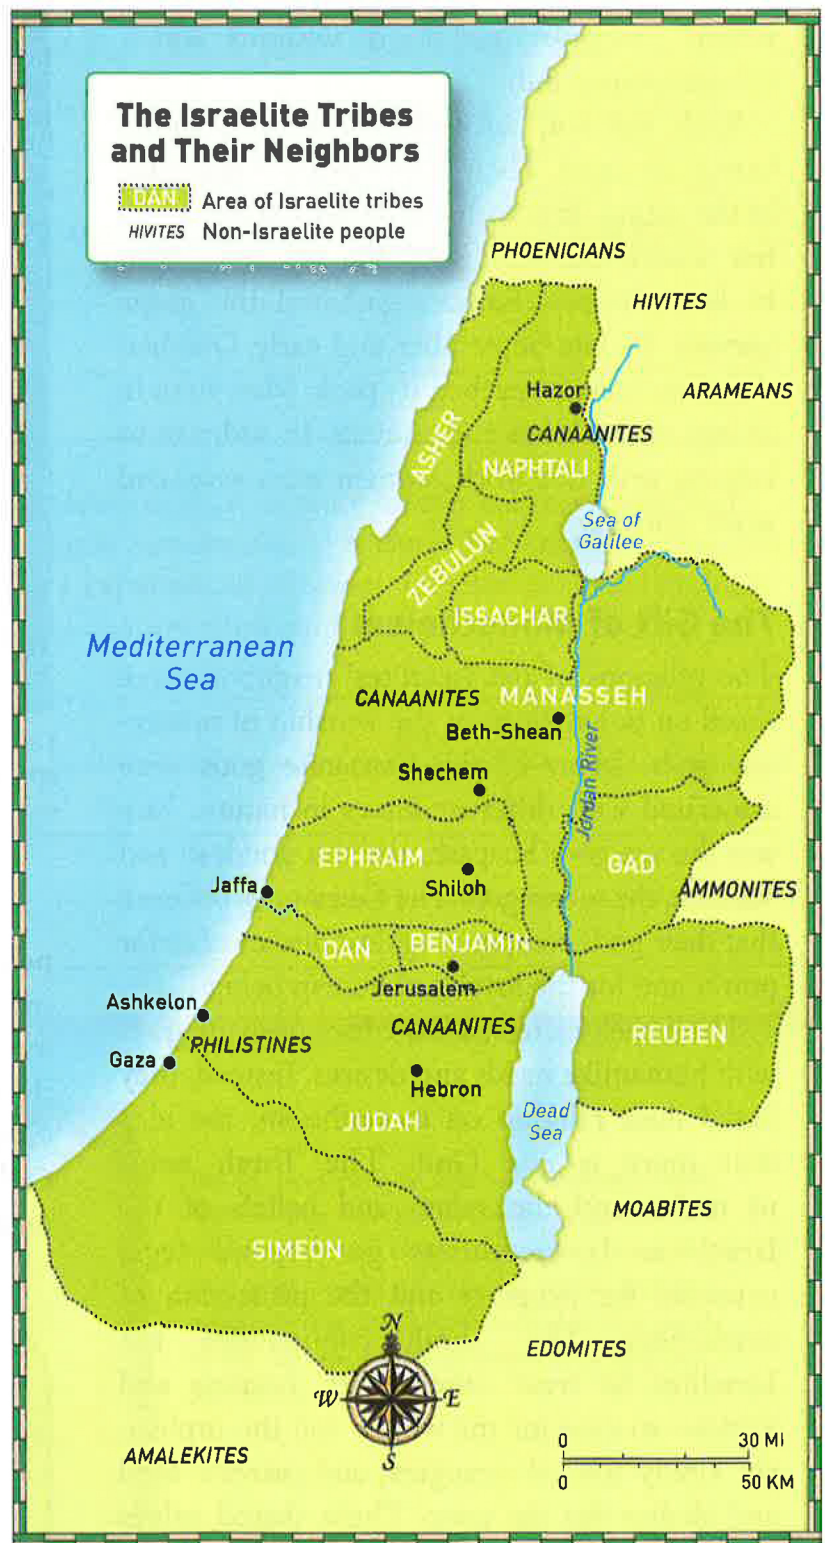 The Israelite Tribes
and Their Neighbors
DAN Area of Israelite tribes
HIVITES Non-Israelite people
PHOENICIANS
HIVITES
Hazor
ARAMEANS
ASHER
CANAANITES
NAPHTALI
Sea of
Galilee
ZEBULUN
ISSACHAR
Mediterranean
Sea
CANAANITES
MANASSEH
Beth-Shean
Jordan River
Shechem
EPHRAIM
GAD
Jaffa
Shiloh
AMMONITES
DAN
BENJAMIN
Jerusalem
Ashkelon
CANAANITES
REUBEN
PHILISTINES
Gaza
Hebron
JUDAH
Dead
Sea
MOABITES
SIMEON
N
EDOMITES
W
E
S
AMALEKITES
0 30 MI
0 50 KM